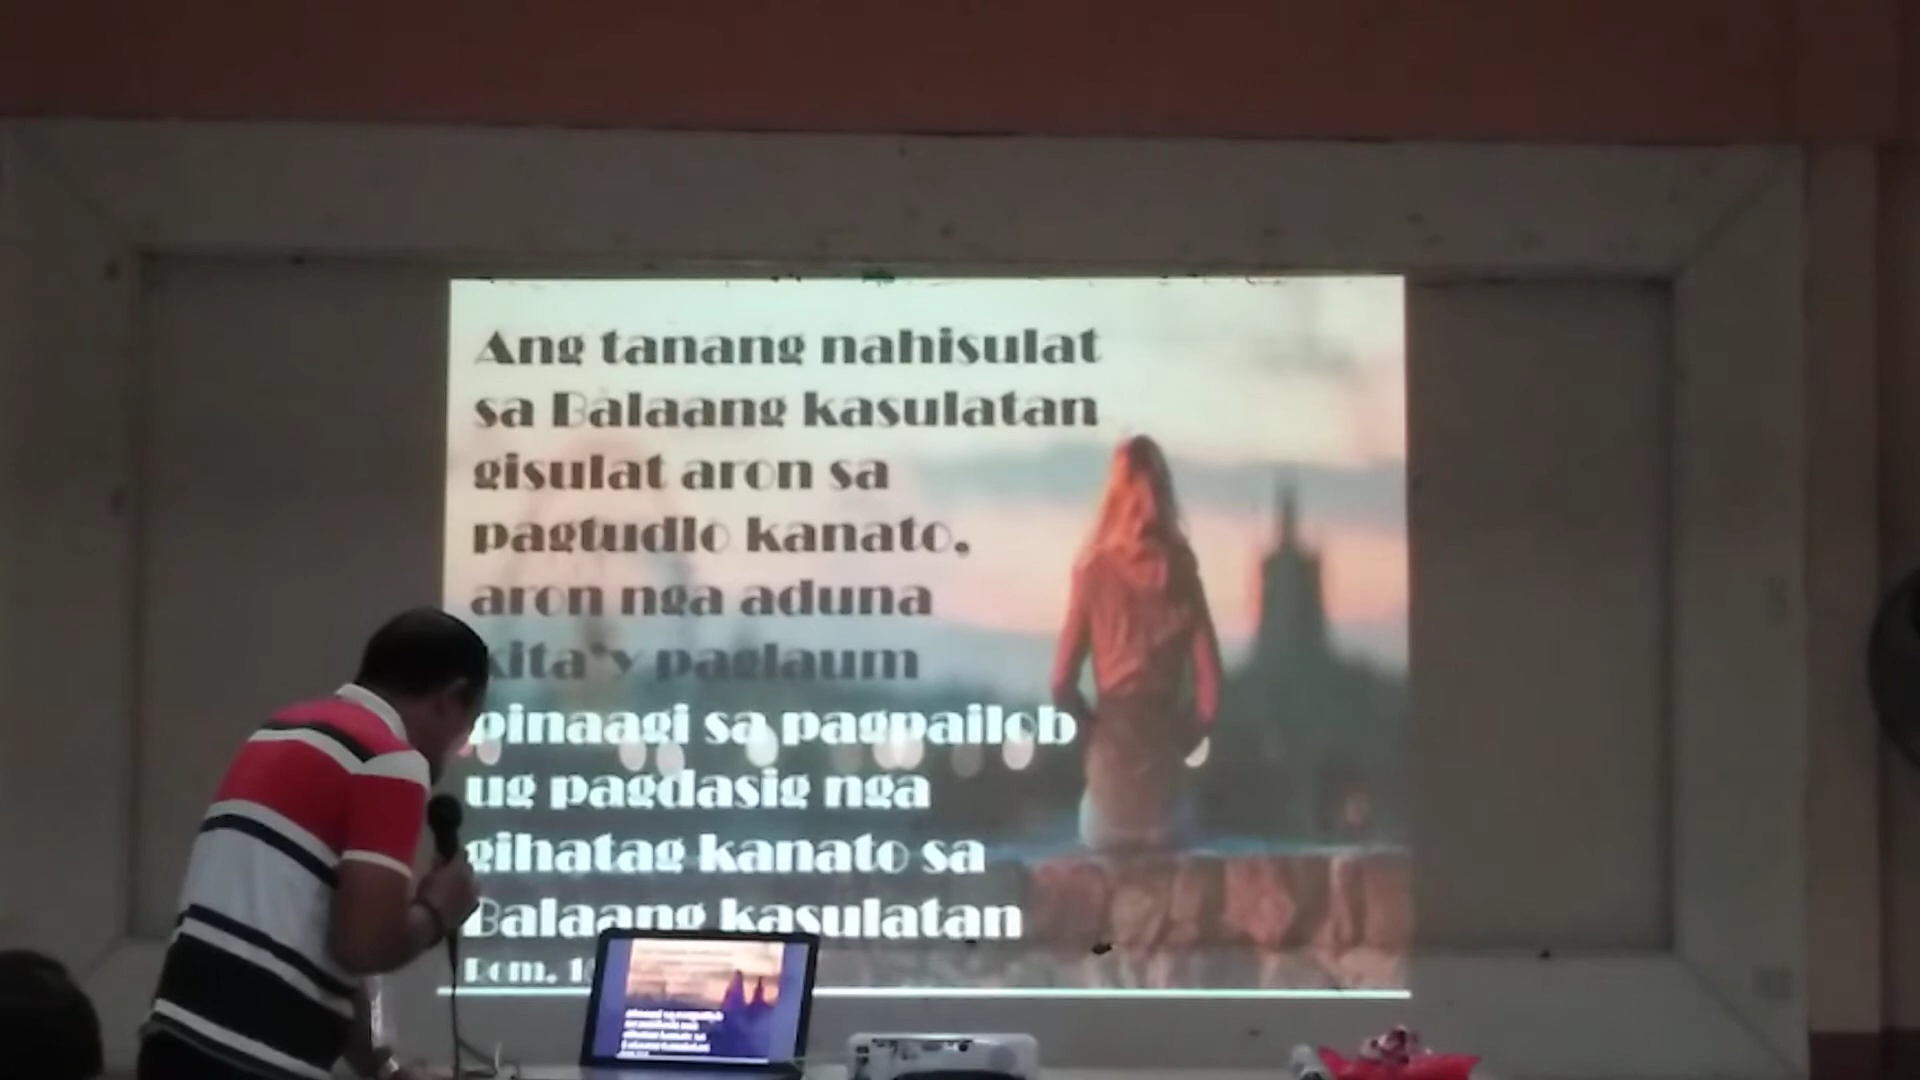 Ang tanang nahisulat
sa Balaang kasulatan
gisulat aron sa
pagtudlo kanato,
aron nga aduna
kita'y paglaum
pinaagi sa pagpailob
ug pagdasig nga
gihatag kanato sa
Balaang kasulatan
Rom.